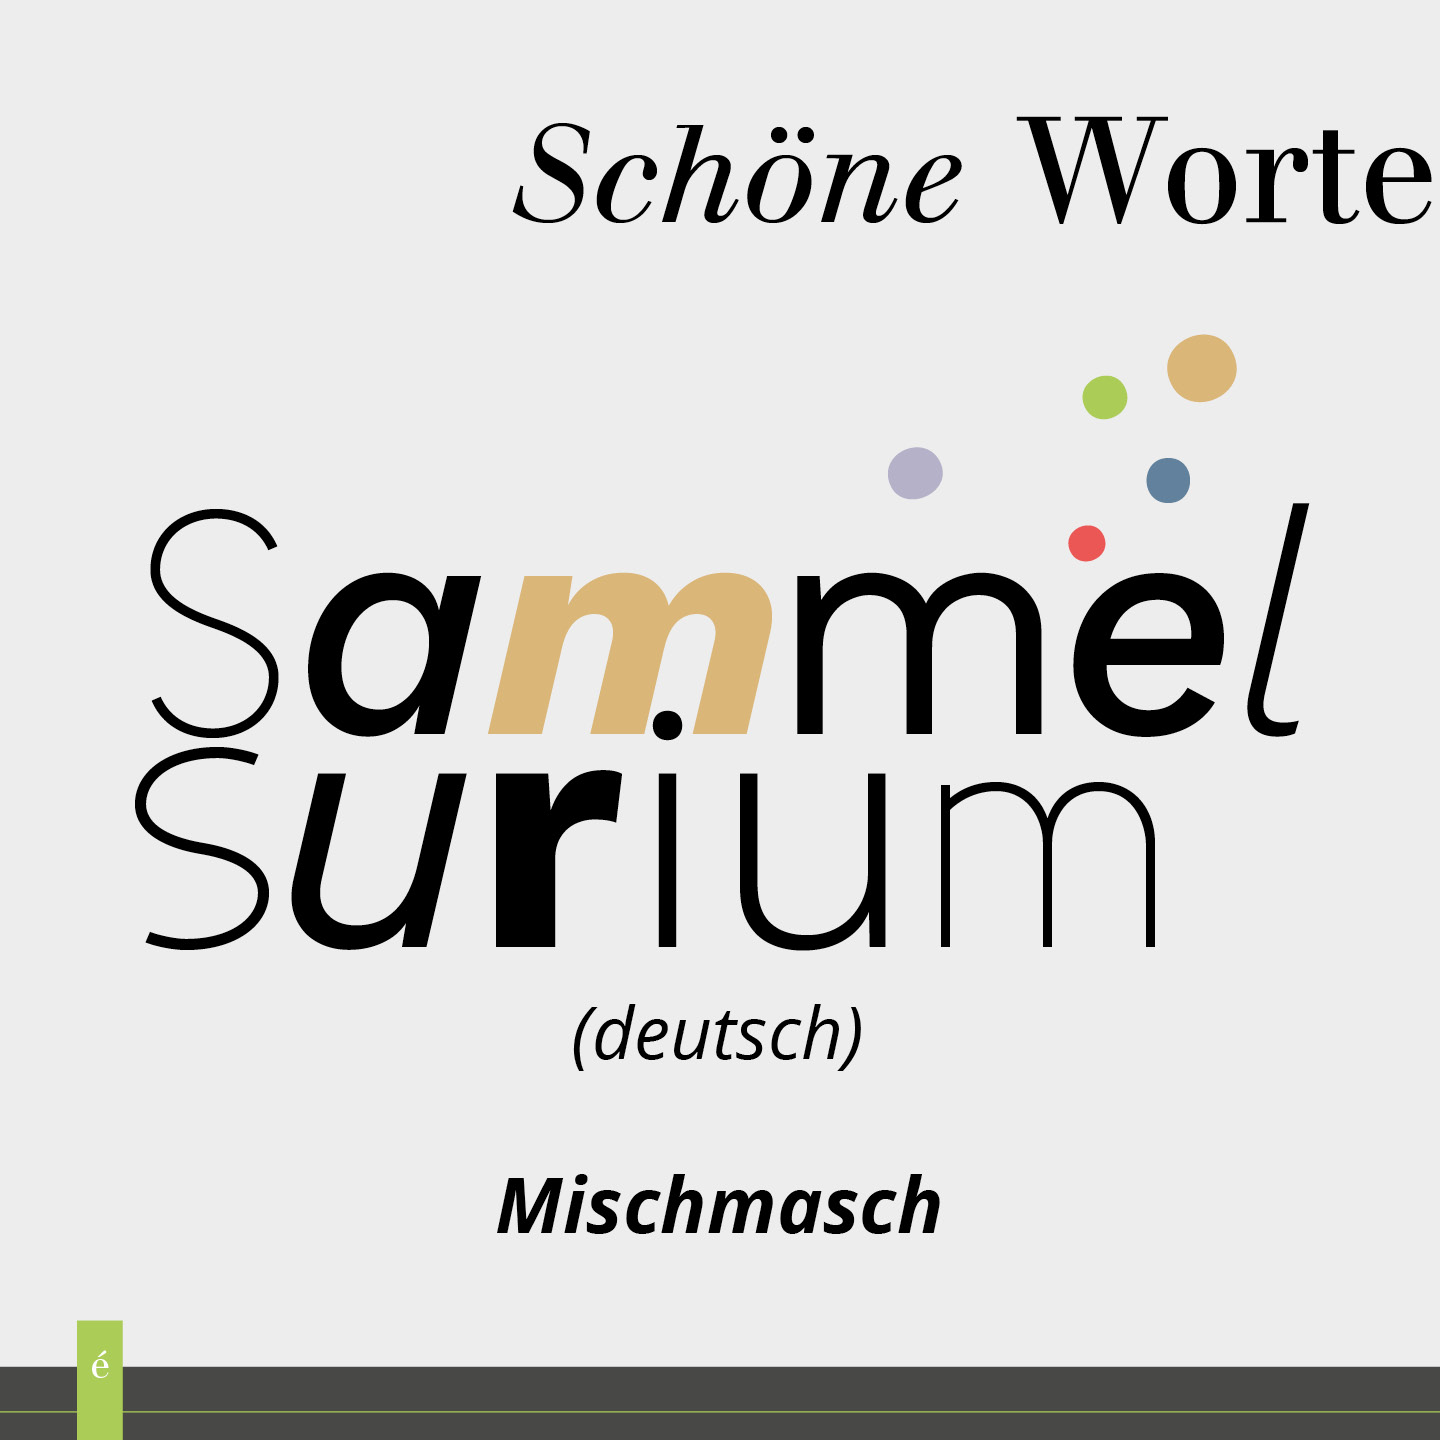 Schöne Worte
Sammel
Surium
(deutsch)
Mischmasch
é